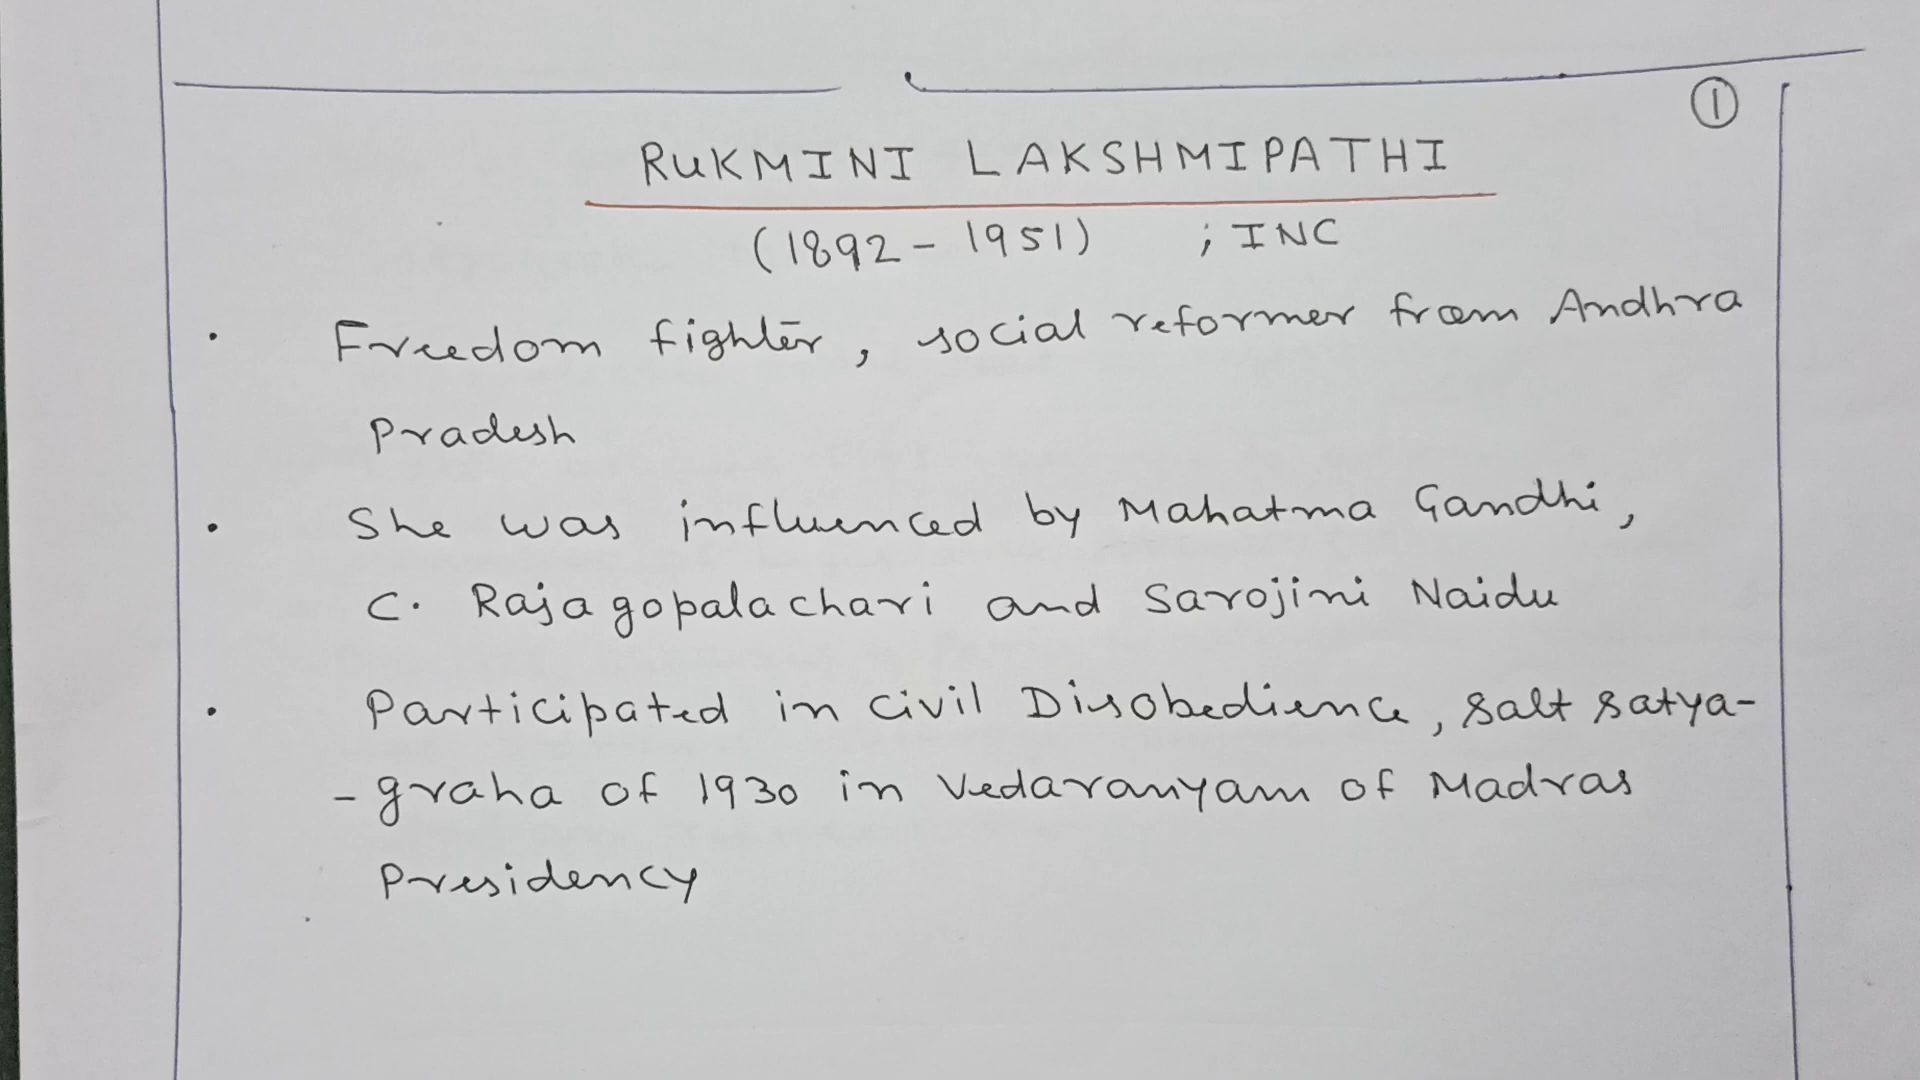 ①
RUKMINI LAKSHMIPATHI
(1892 - 1951) ; INC
• Freedom fighter, social reformer from Andhra
Pradesh
• She was influenced by Mahatma Gandhi,
C. Rajagopalachari and Sarojini Naidu
• Participated in Civil Disobedience, Salt Satya-
-graha of 1930 in Vedaranyam of Madras
Presidency